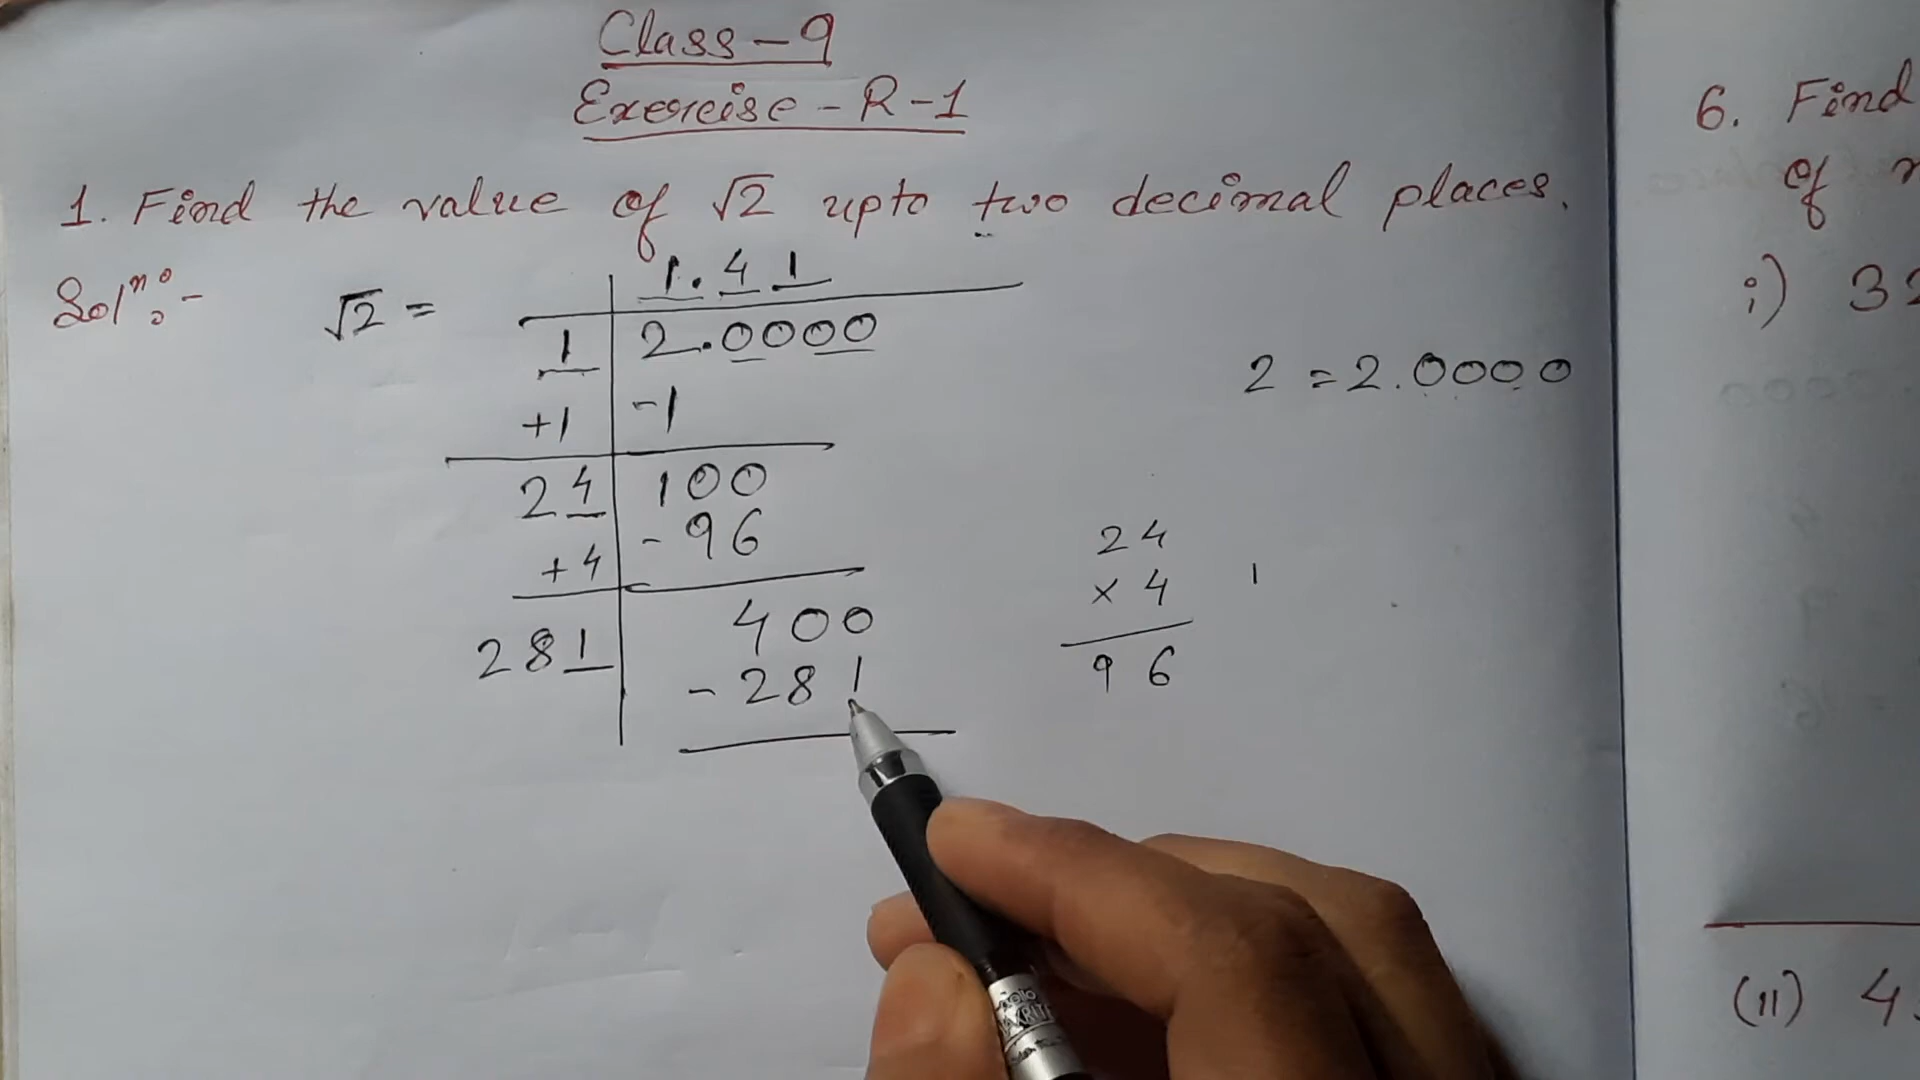 Class - 9
Exercise - R - 1
1. Find the value of √2 upto two decimal places.
Solⁿ:-
√2 =
1.41
1 2.0000
+1 -1
24 100
+4 -96
281 400
-281
2 = 2.0000
24
× 4 1
96
6. Find
of
i) 32
(ii) 4